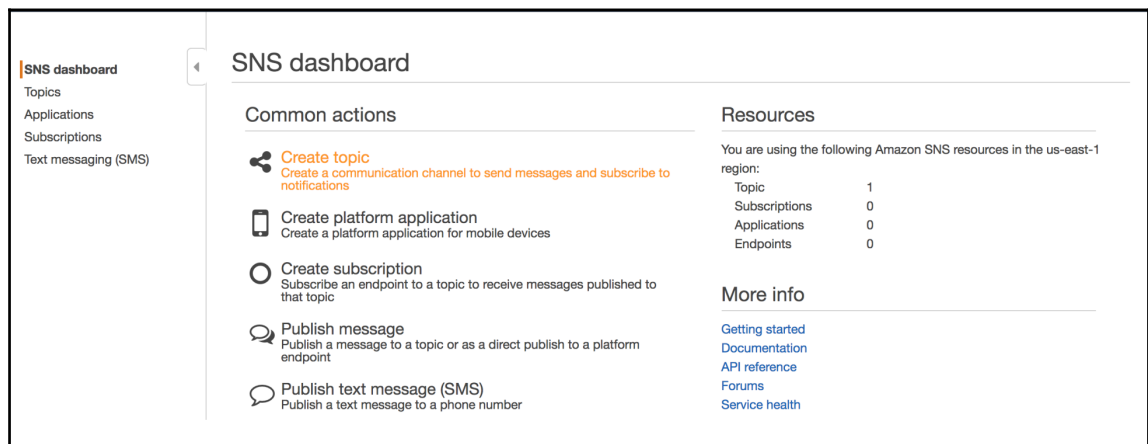 SNS dashboard
Topics
Applications
Subscriptions
Text messaging (SMS)
SNS dashboard
Common actions
Create topic
Create a communication channel to send messages and subscribe to
notifications
Create platform application
Create a platform application for mobile devices
Create subscription
Subscribe an endpoint to a topic to receive messages published to
that topic
Publish message
Publish a message to a topic or as a direct publish to a platform
endpoint
Publish text message (SMS)
Publish a text message to a phone number
Resources
You are using the following Amazon SNS resources in the us-east-1
region:
Topic 1
Subscriptions 0
Applications 0
Endpoints 0
More info
Getting started
Documentation
API reference
Forums
Service health